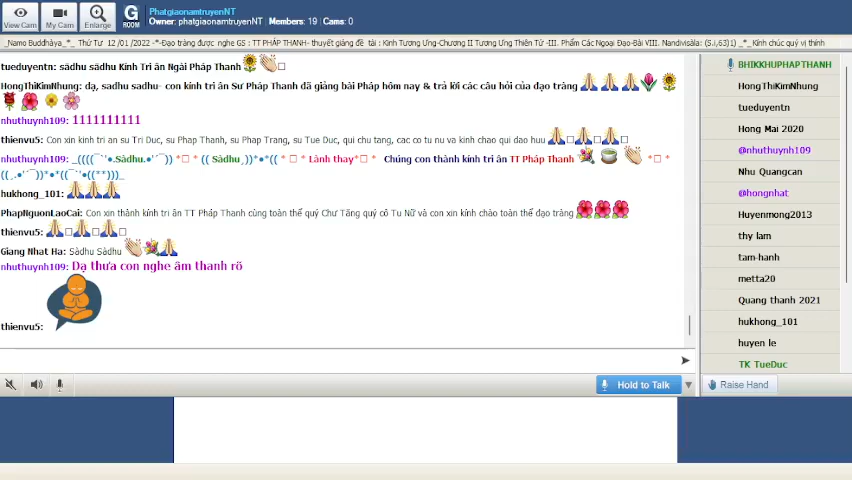 PhatgiaonamtruyenNT
Owner: phatgiaonamtruyenNT Members: 19 Cams: 0
View Cam
My Cam
Enlarge
G ROOM
_Namo Buddhàya_*_ Thứ Tư 12 /01 /2022 -*-Đạo tràng được nghe GS : TT PHÁP THANH- thuyết giảng đề tài : Kinh Tương Ưng-Chương II Tương Ưng Thiên Tử -III. Phẩm Các Ngoại Đạo-Bài VIII. Nandivisàla: (S.i,63)1) _*_ Kính chúc quý vị thính
tueduyentn: sādhu sādhu Kính Tri ân Ngài Pháp Thanh
HongThiKimNhung: dạ, sadhu sadhu- con kính tri ân Sư Pháp Thanh đã giảng bài Pháp hôm nay & trả lời các câu hỏi của đạo tràng
nhuthuynh109: 1111111111
thienvu5: Con xin kinh tri an su Tri Duc, su Phap Thanh, su Phap Trang, su Tue Duc, qui chu tang, cac co tu nu va kinh chao qui dao huu
nhuthuynh109: _((((¯`'•.Sàdhu.•'´¯)) *□ * (( Sàdhu¸))*•*(( * □ * Lành thay*□ * Chúng con thành kính tri ân TT Pháp Thanh *□ *
((¸.•'´¯`'•))*•*((¯`'•((**)))_
hukhong_101:
PhapNguonLaoCai: Con xin thành kính tri ân TT Pháp Thanh cùng toàn thể quý Chư Tăng quý cô Tu Nữ và con xin kính chào toàn thể đạo tràng
thienvu5:
Giang Nhat Ha: Sàdhu Sàdhu
nhuthuynh109: Dạ thưa con nghe âm thanh rõ
thienvu5:
Hold to Talk
BHIKKHUPHAPTHANH
HongThiKimNhung
tueduyentn
Hong Mai 2020
@nhuthuynh109
Nhu Quangcan
@hongnhat
Huyenmong2013
thy lam
tam-hanh
metta20
Quang thanh 2021
hukhong_101
huyen le
TK TueDuc
Raise Hand